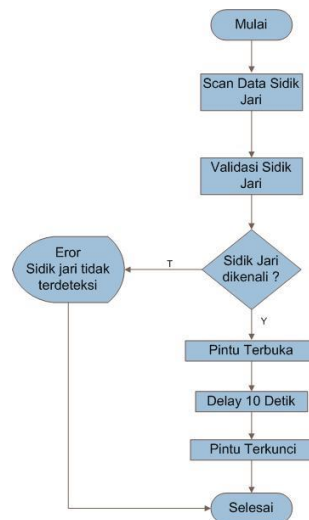 Mulai
Scan Data Sidik
Jari
Validasi Sidik
Jari
Sidik Jari
dikenali ?
T
Eror
Sidik jari tidak
terdeteksi
Y
Pintu Terbuka
Delay 10 Detik
Pintu Terkunci
Selesai